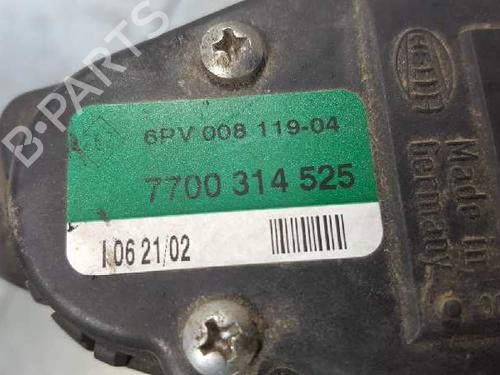 6PV 008 119-04
7700 314 525
I 06 21/02
HELLA
Made in
Germany
B-PARTS